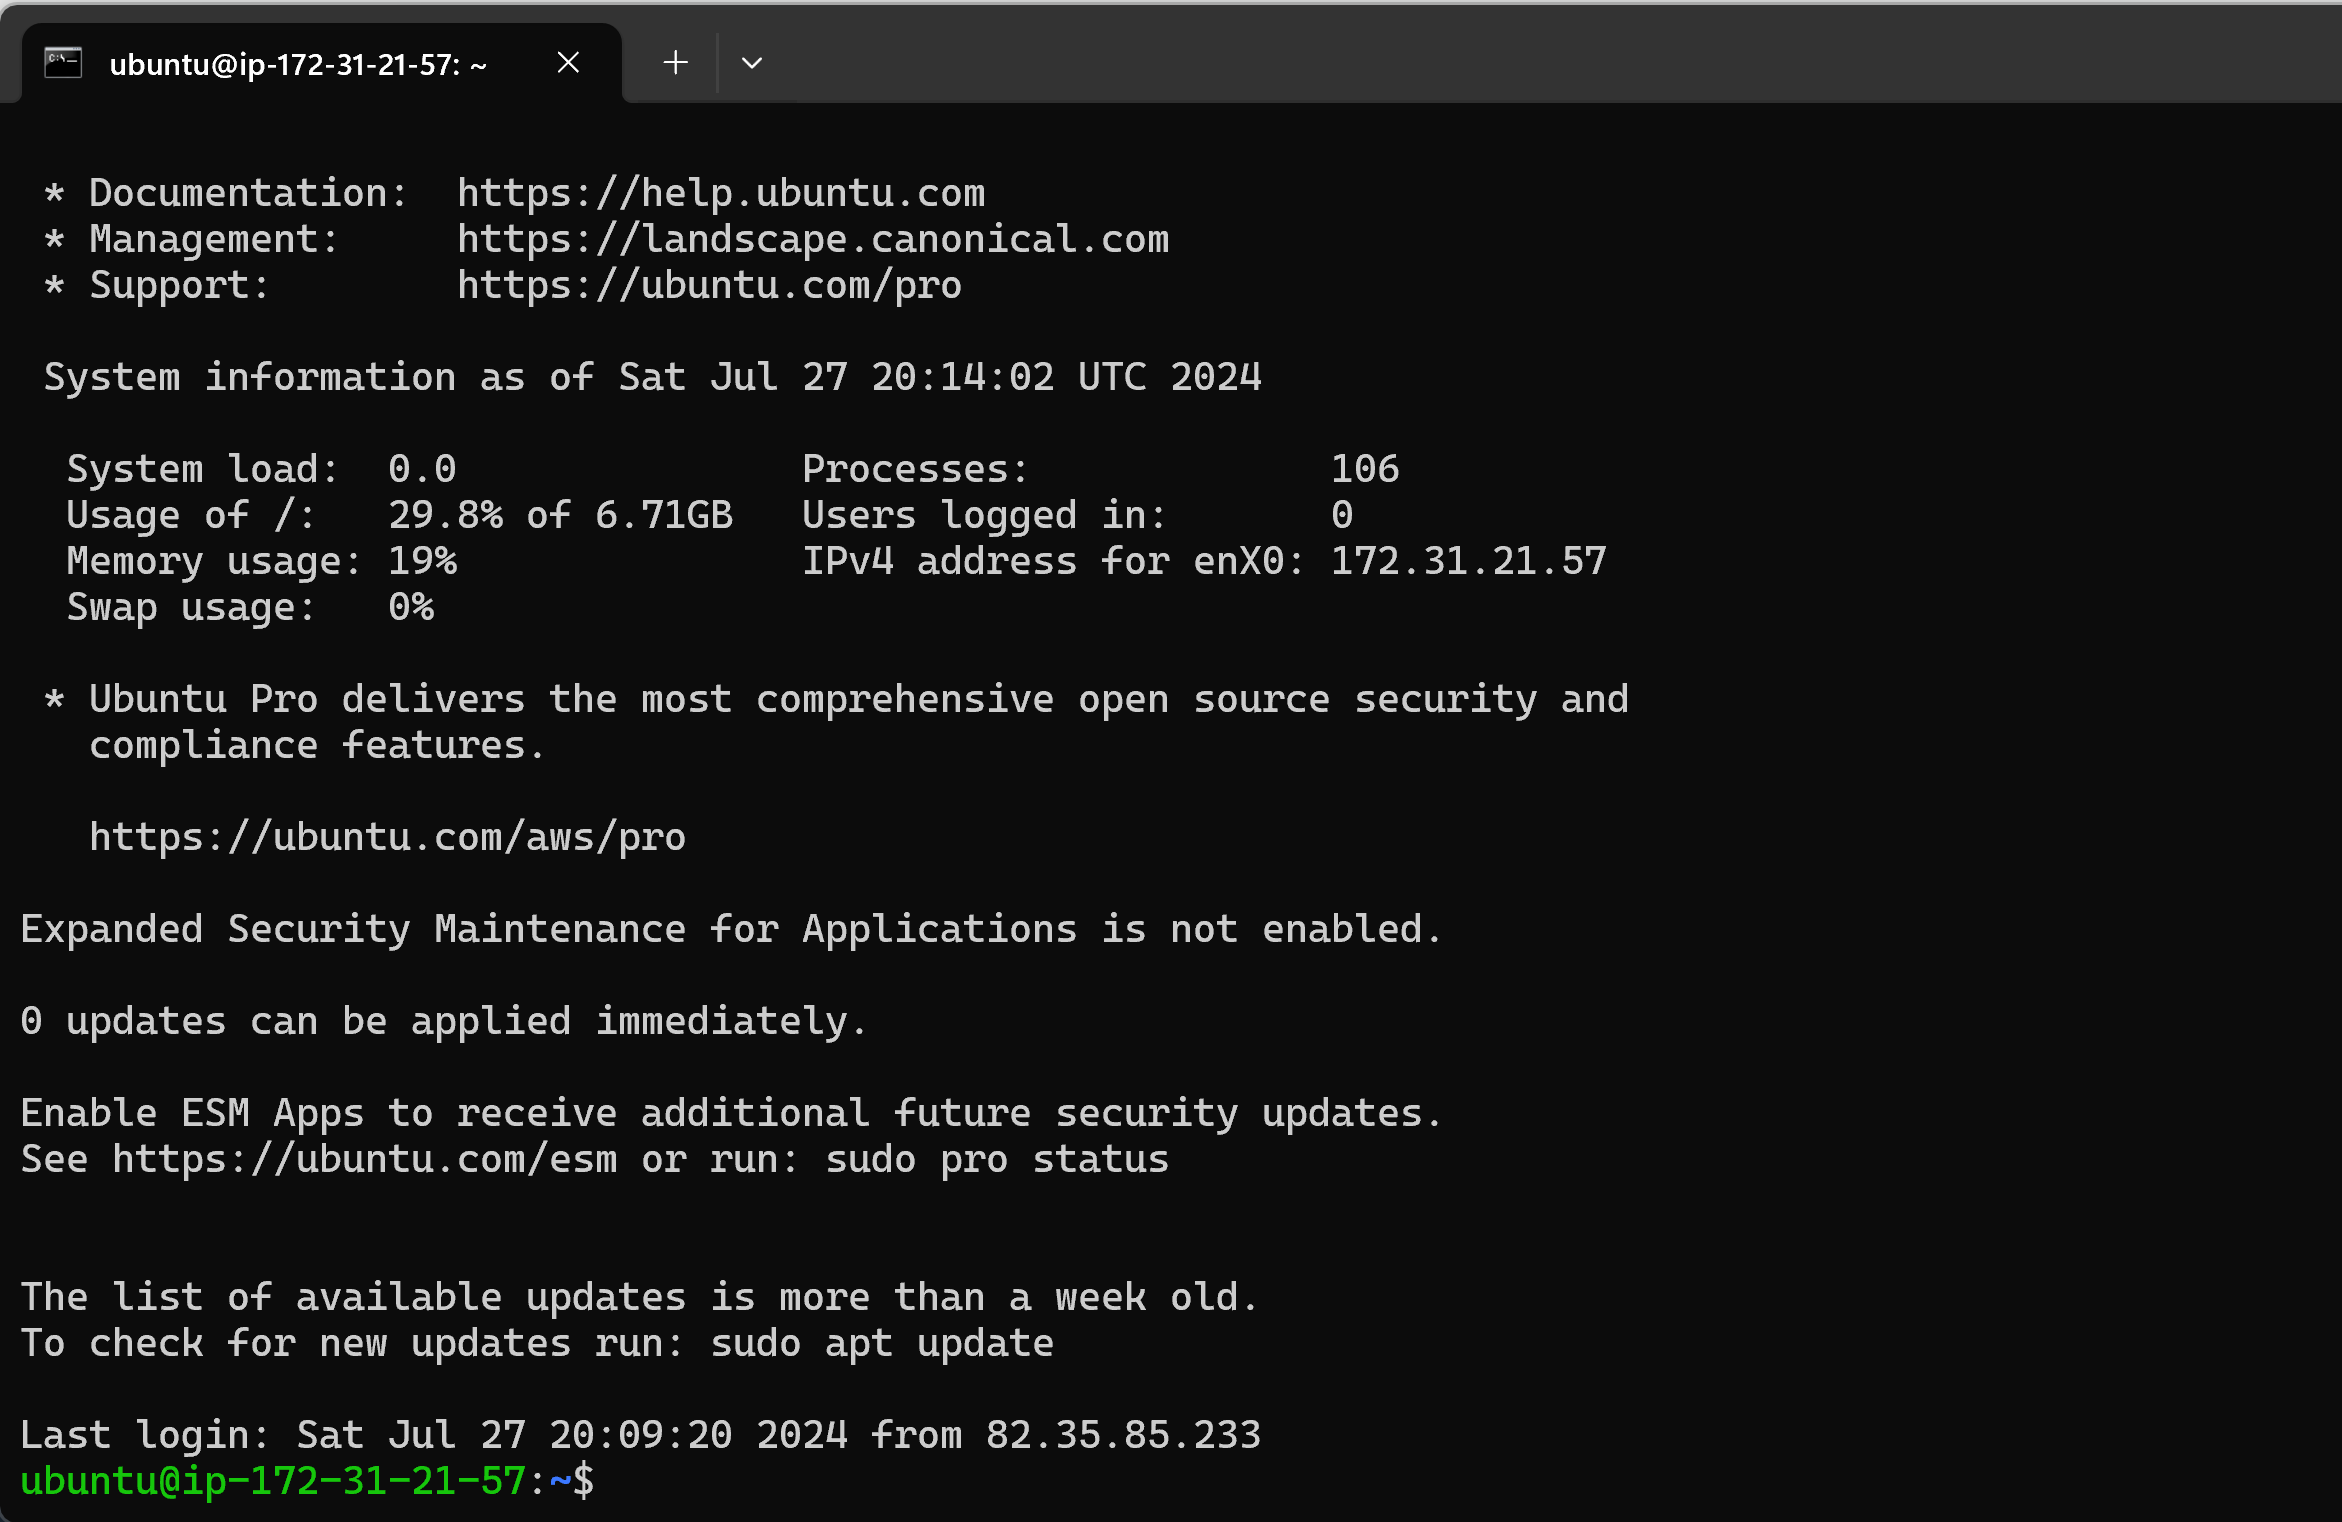 ubuntu@ip-172-31-21-57: ~
* Documentation:  https://help.ubuntu.com
* Management:     https://landscape.canonical.com
* Support:        https://ubuntu.com/pro
System information as of Sat Jul 27 20:14:02 UTC 2024
System load:  0.0               Processes:             106
Usage of /:   29.8% of 6.71GB   Users logged in:       0
Memory usage: 19%               IPv4 address for enX0: 172.31.21.57
Swap usage:   0%
* Ubuntu Pro delivers the most comprehensive open source security and
compliance features.
https://ubuntu.com/aws/pro
Expanded Security Maintenance for Applications is not enabled.
0 updates can be applied immediately.
Enable ESM Apps to receive additional future security updates.
See https://ubuntu.com/esm or run: sudo pro status
The list of available updates is more than a week old.
To check for new updates run: sudo apt update
Last login: Sat Jul 27 20:09:20 2024 from 82.35.85.233
ubuntu@ip-172-31-21-57:~$